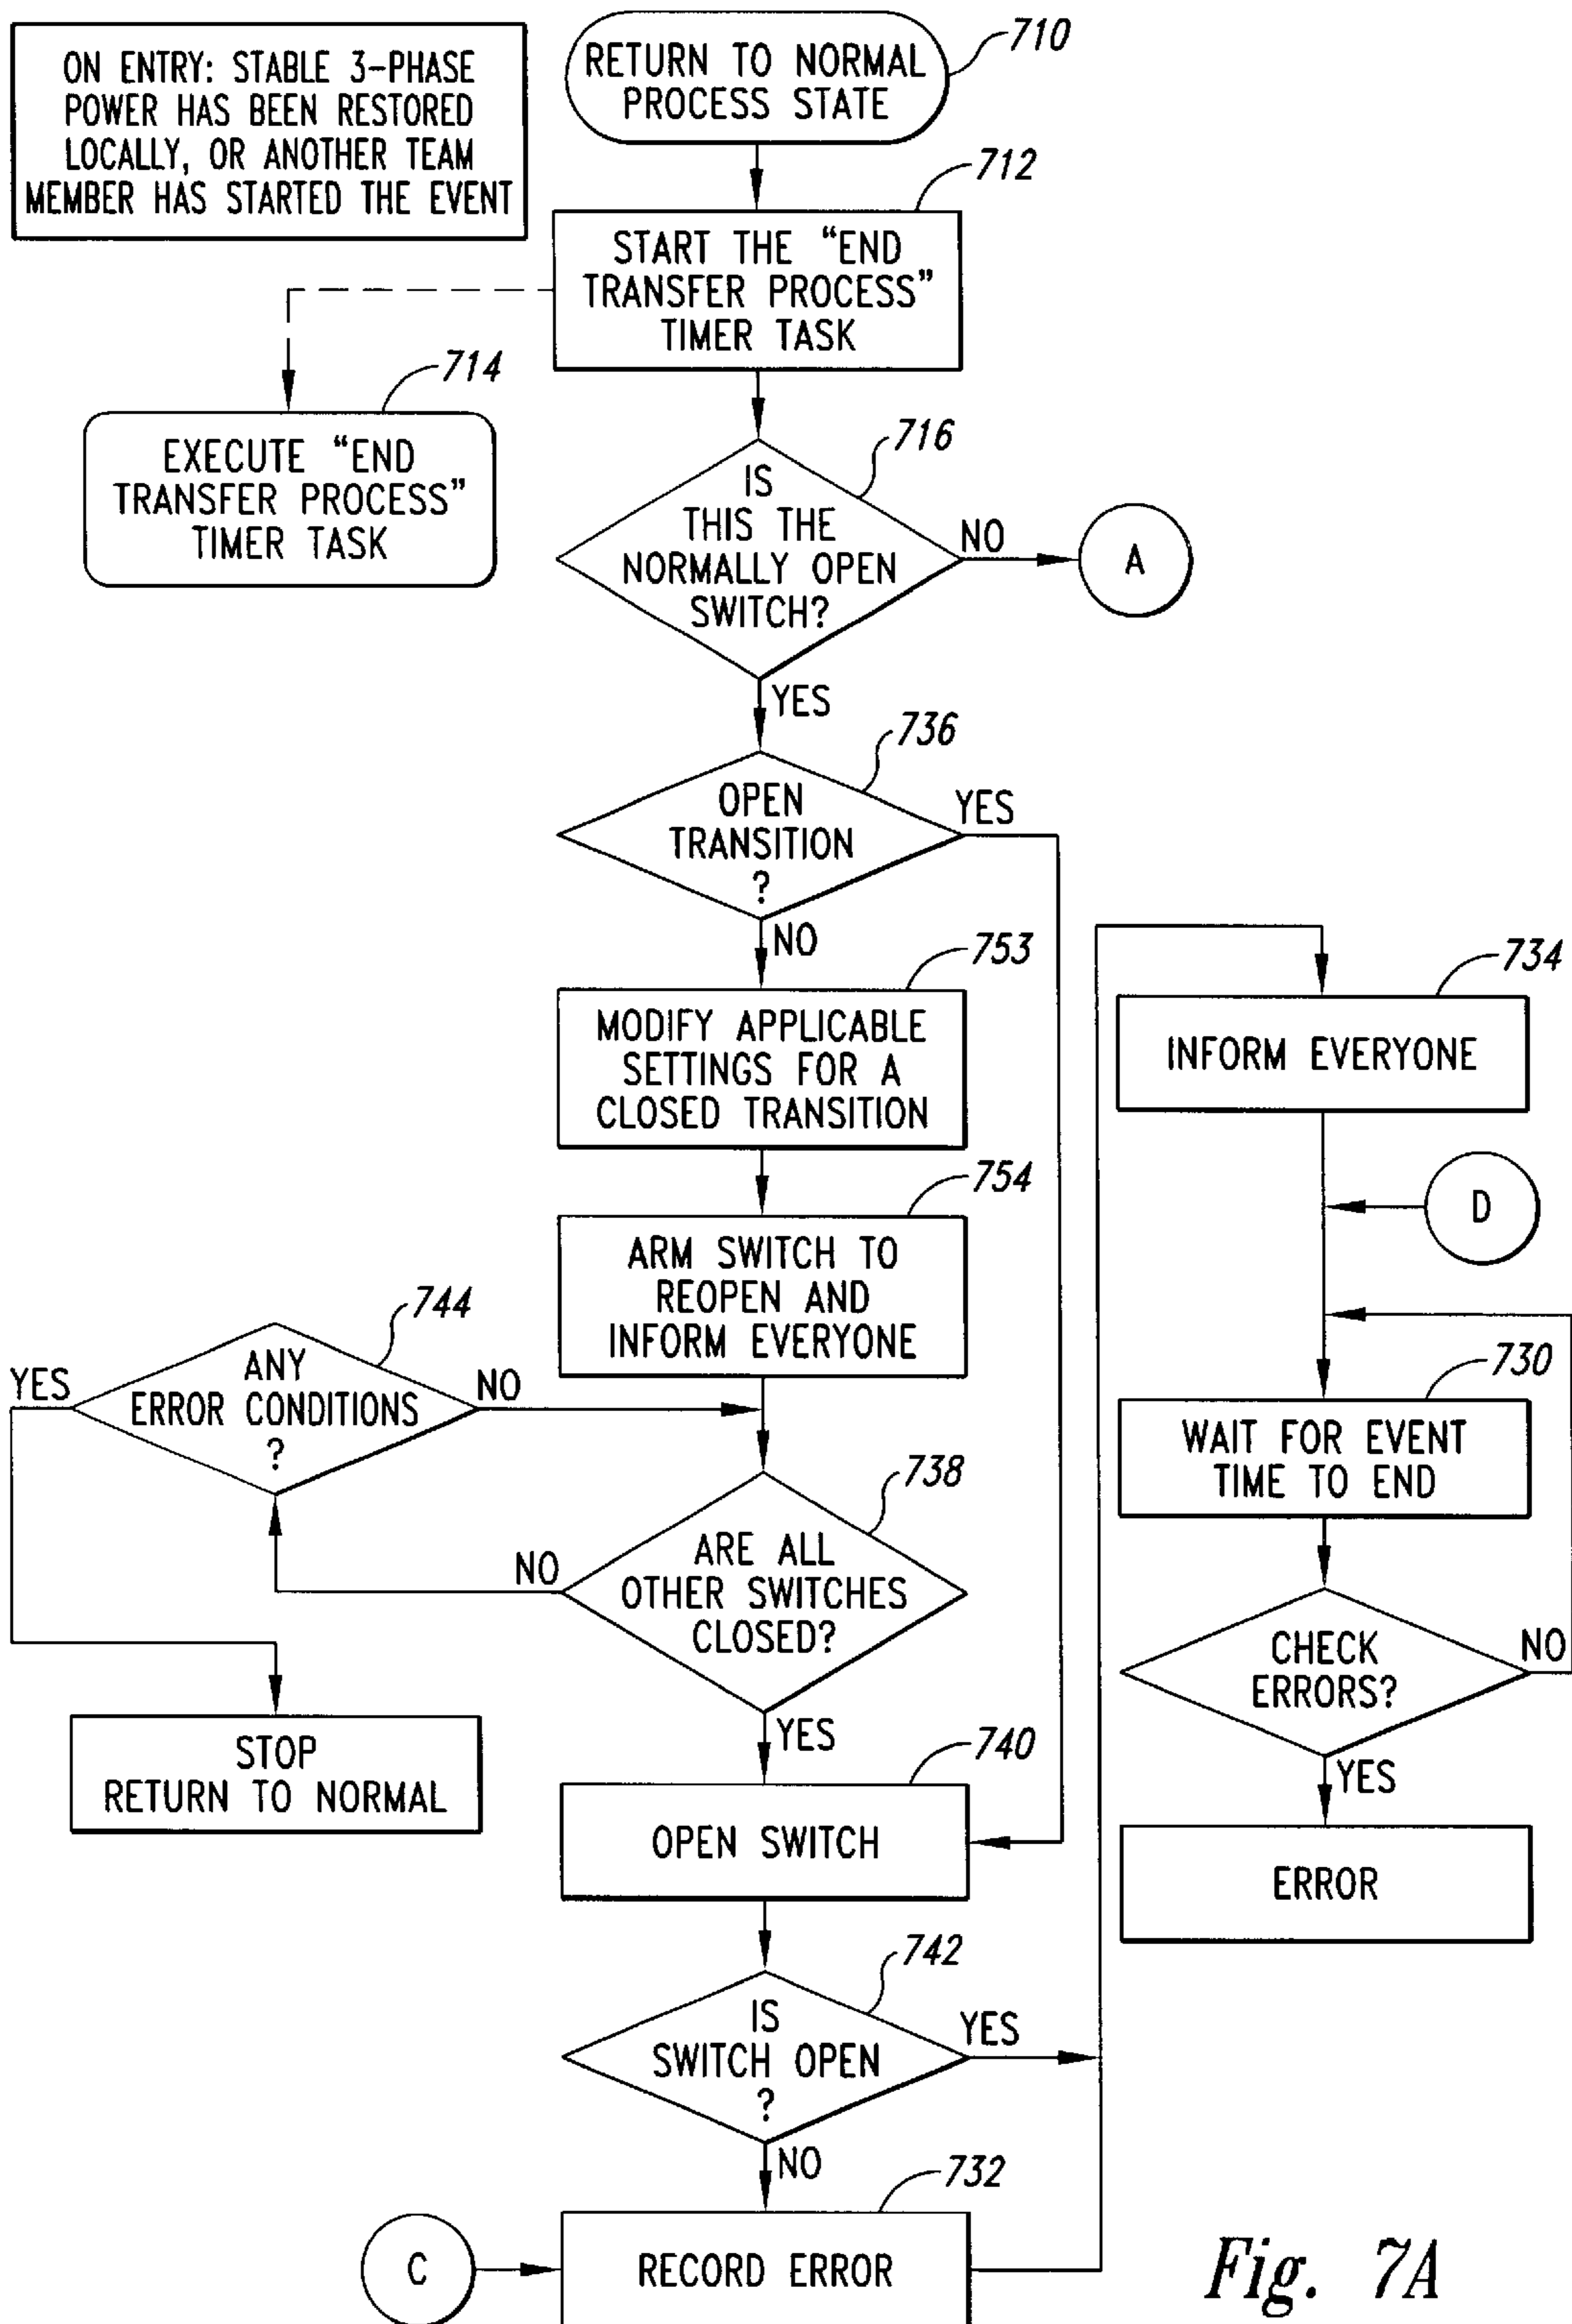 ON ENTRY: STABLE 3-PHASE
POWER HAS BEEN RESTORED
LOCALLY, OR ANOTHER TEAM
MEMBER HAS STARTED THE EVENT
RETURN TO NORMAL
PROCESS STATE
710
712
START THE “END
TRANSFER PROCESS”
TIMER TASK
714
EXECUTE “END
TRANSFER PROCESS”
TIMER TASK
716
IS
THIS THE
NORMALLY OPEN
SWITCH?
NO
A
YES
736
OPEN
TRANSITION
?
YES
NO
753
MODIFY APPLICABLE
SETTINGS FOR A
CLOSED TRANSITION
754
ARM SWITCH TO
REOPEN AND
INFORM EVERYONE
744
ANY
ERROR CONDITIONS
?
YES
NO
738
ARE ALL
OTHER SWITCHES
CLOSED?
NO
YES
STOP
RETURN TO NORMAL
740
OPEN SWITCH
742
IS
SWITCH OPEN
?
YES
NO
732
C
RECORD ERROR
734
INFORM EVERYONE
D
730
WAIT FOR EVENT
TIME TO END
CHECK
ERRORS?
NO
YES
ERROR
Fig. 7A